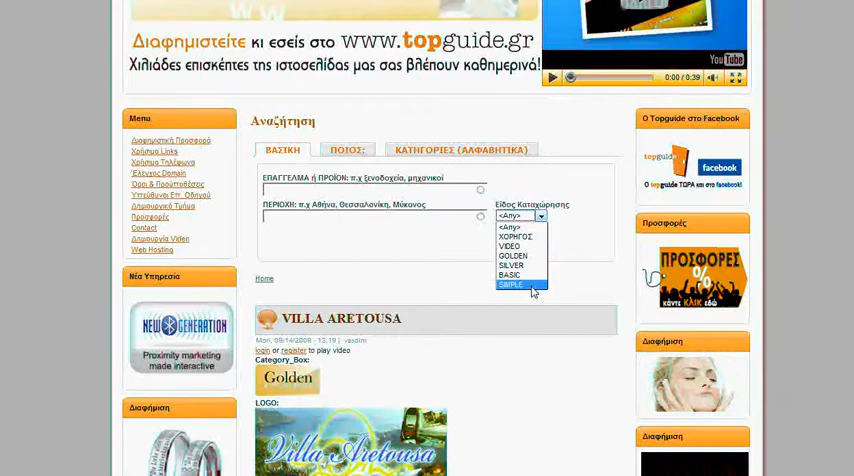 Διαφημιστείτε κι εσείς στο www.topguide.gr
Χιλιάδες επισκέπτες της ιστοσελίδας μας σας βλέπουν καθημερινά!
YouTube
0:00 / 0:39
Menu
Διαφημιστική Προσφορά
Χρήσιμα Links
Χρήσιμα Τηλέφωνα
Έλεγχος Domain
Όροι & Προϋποθέσεις
Υπεύθυνοι Επ. Οδηγού
Δημιουργικό Τμήμα
Προσφορές
Contact
Δημιουργία Video
Web Hosting
Νέα Υπηρεσία
NEW GENERATION
Proximity marketing
made interactive
Διαφήμιση
Αναζήτηση
ΒΑΣΙΚΗ
ΠΟΙΟΣ;
ΚΑΤΗΓΟΡΙΕΣ (ΑΛΦΑΒΗΤΙΚΑ)
ΕΠΑΓΓΕΛΜΑ ή ΠΡΟΪΟΝ: π.χ ξενοδοχεία, μηχανικοί
ΠΕΡΙΟΧΗ: π.χ Αθήνα, Θεσσαλονίκη, Μύκονος
Είδος Καταχώρησης
<Any>
<Any>
ΧΟΡΗΓΟΣ
VIDEO
GOLDEN
SILVER
BASIC
SIMPLE
Home
VILLA ARETOUSA
Mon, 09/14/2009 - 13:19 | vasdim
login or register to play video
Category_Box:
Golden
LOGO:
Villa Aretousa
Ο Topguide στο Facebook
topguide
facebook
Ο topguide ΤΩΡΑ και στο facebook!
Προσφορές
ΠΡΟΣΦΟΡΕΣ
%
κάντε ΚΛΙΚ εδώ
Διαφήμιση
Διαφήμιση